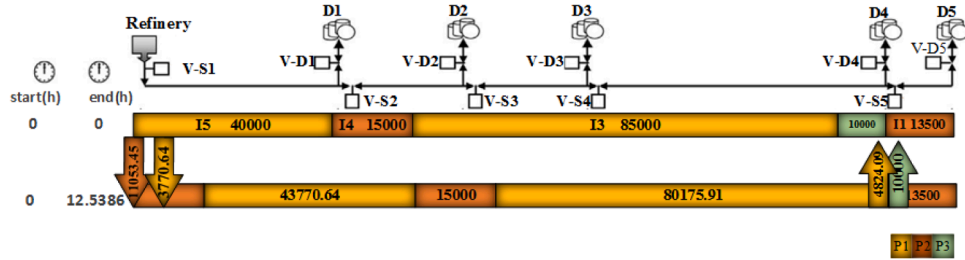 D1 D2 D3 D4 D5
Refinery
V-S1 V-D1 V-D2 V-D3 V-D4 V-D5
start(h) end(h) V-S2 V-S3 V-S4 V-S5
0 0 I5 40000 I4 15000 I3 85000 10000 I1 13500
11053.45 3770.64 4824.09 10000
0 12.5386 43770.64 15000 80175.91 13500
P1 P2 P3